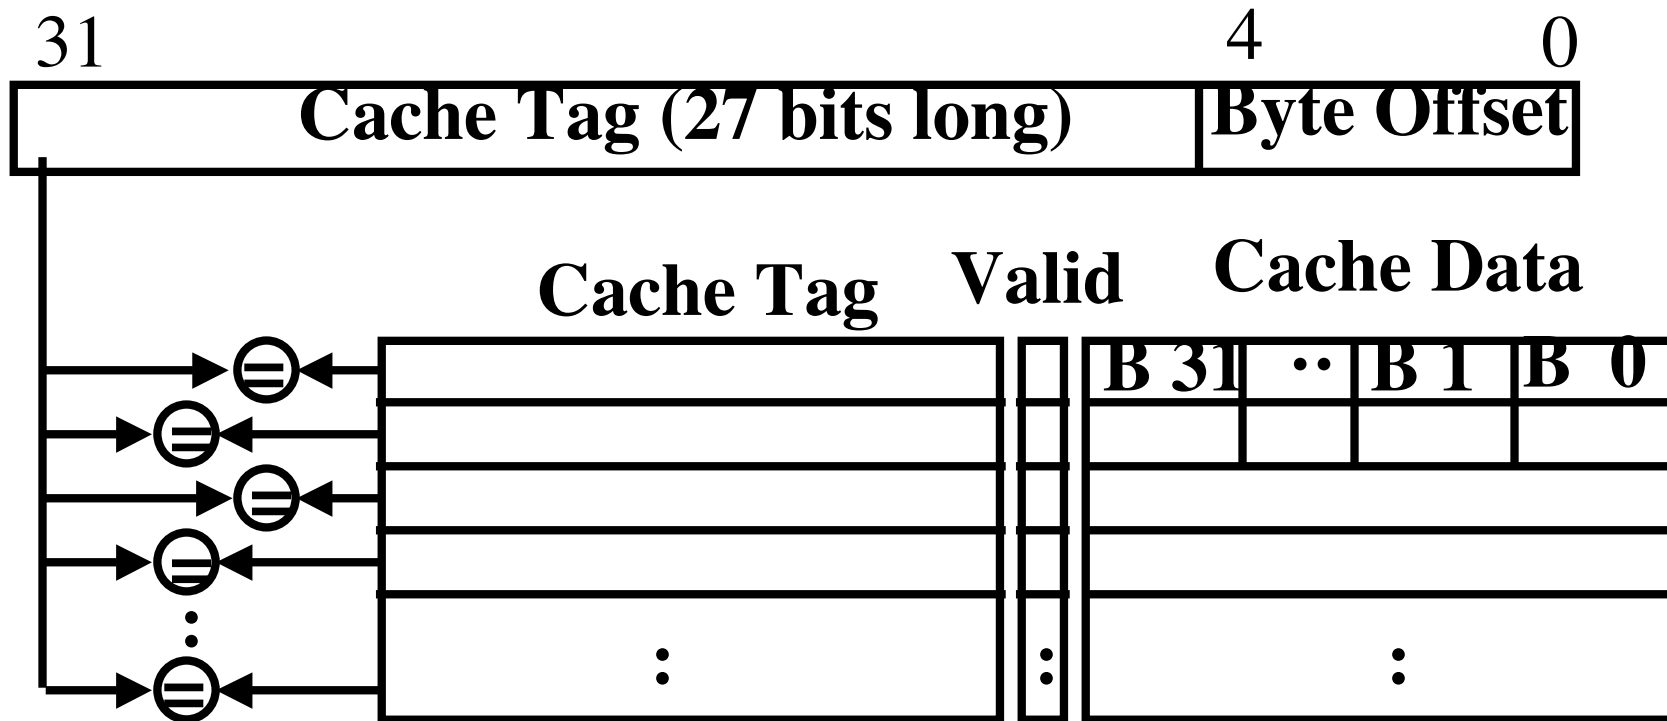 31 4 0
Cache Tag (27 bits long) Byte Offset
Cache Tag Valid Cache Data
= B 31 ·· B 1 B 0
=
=
=
: : : :
=